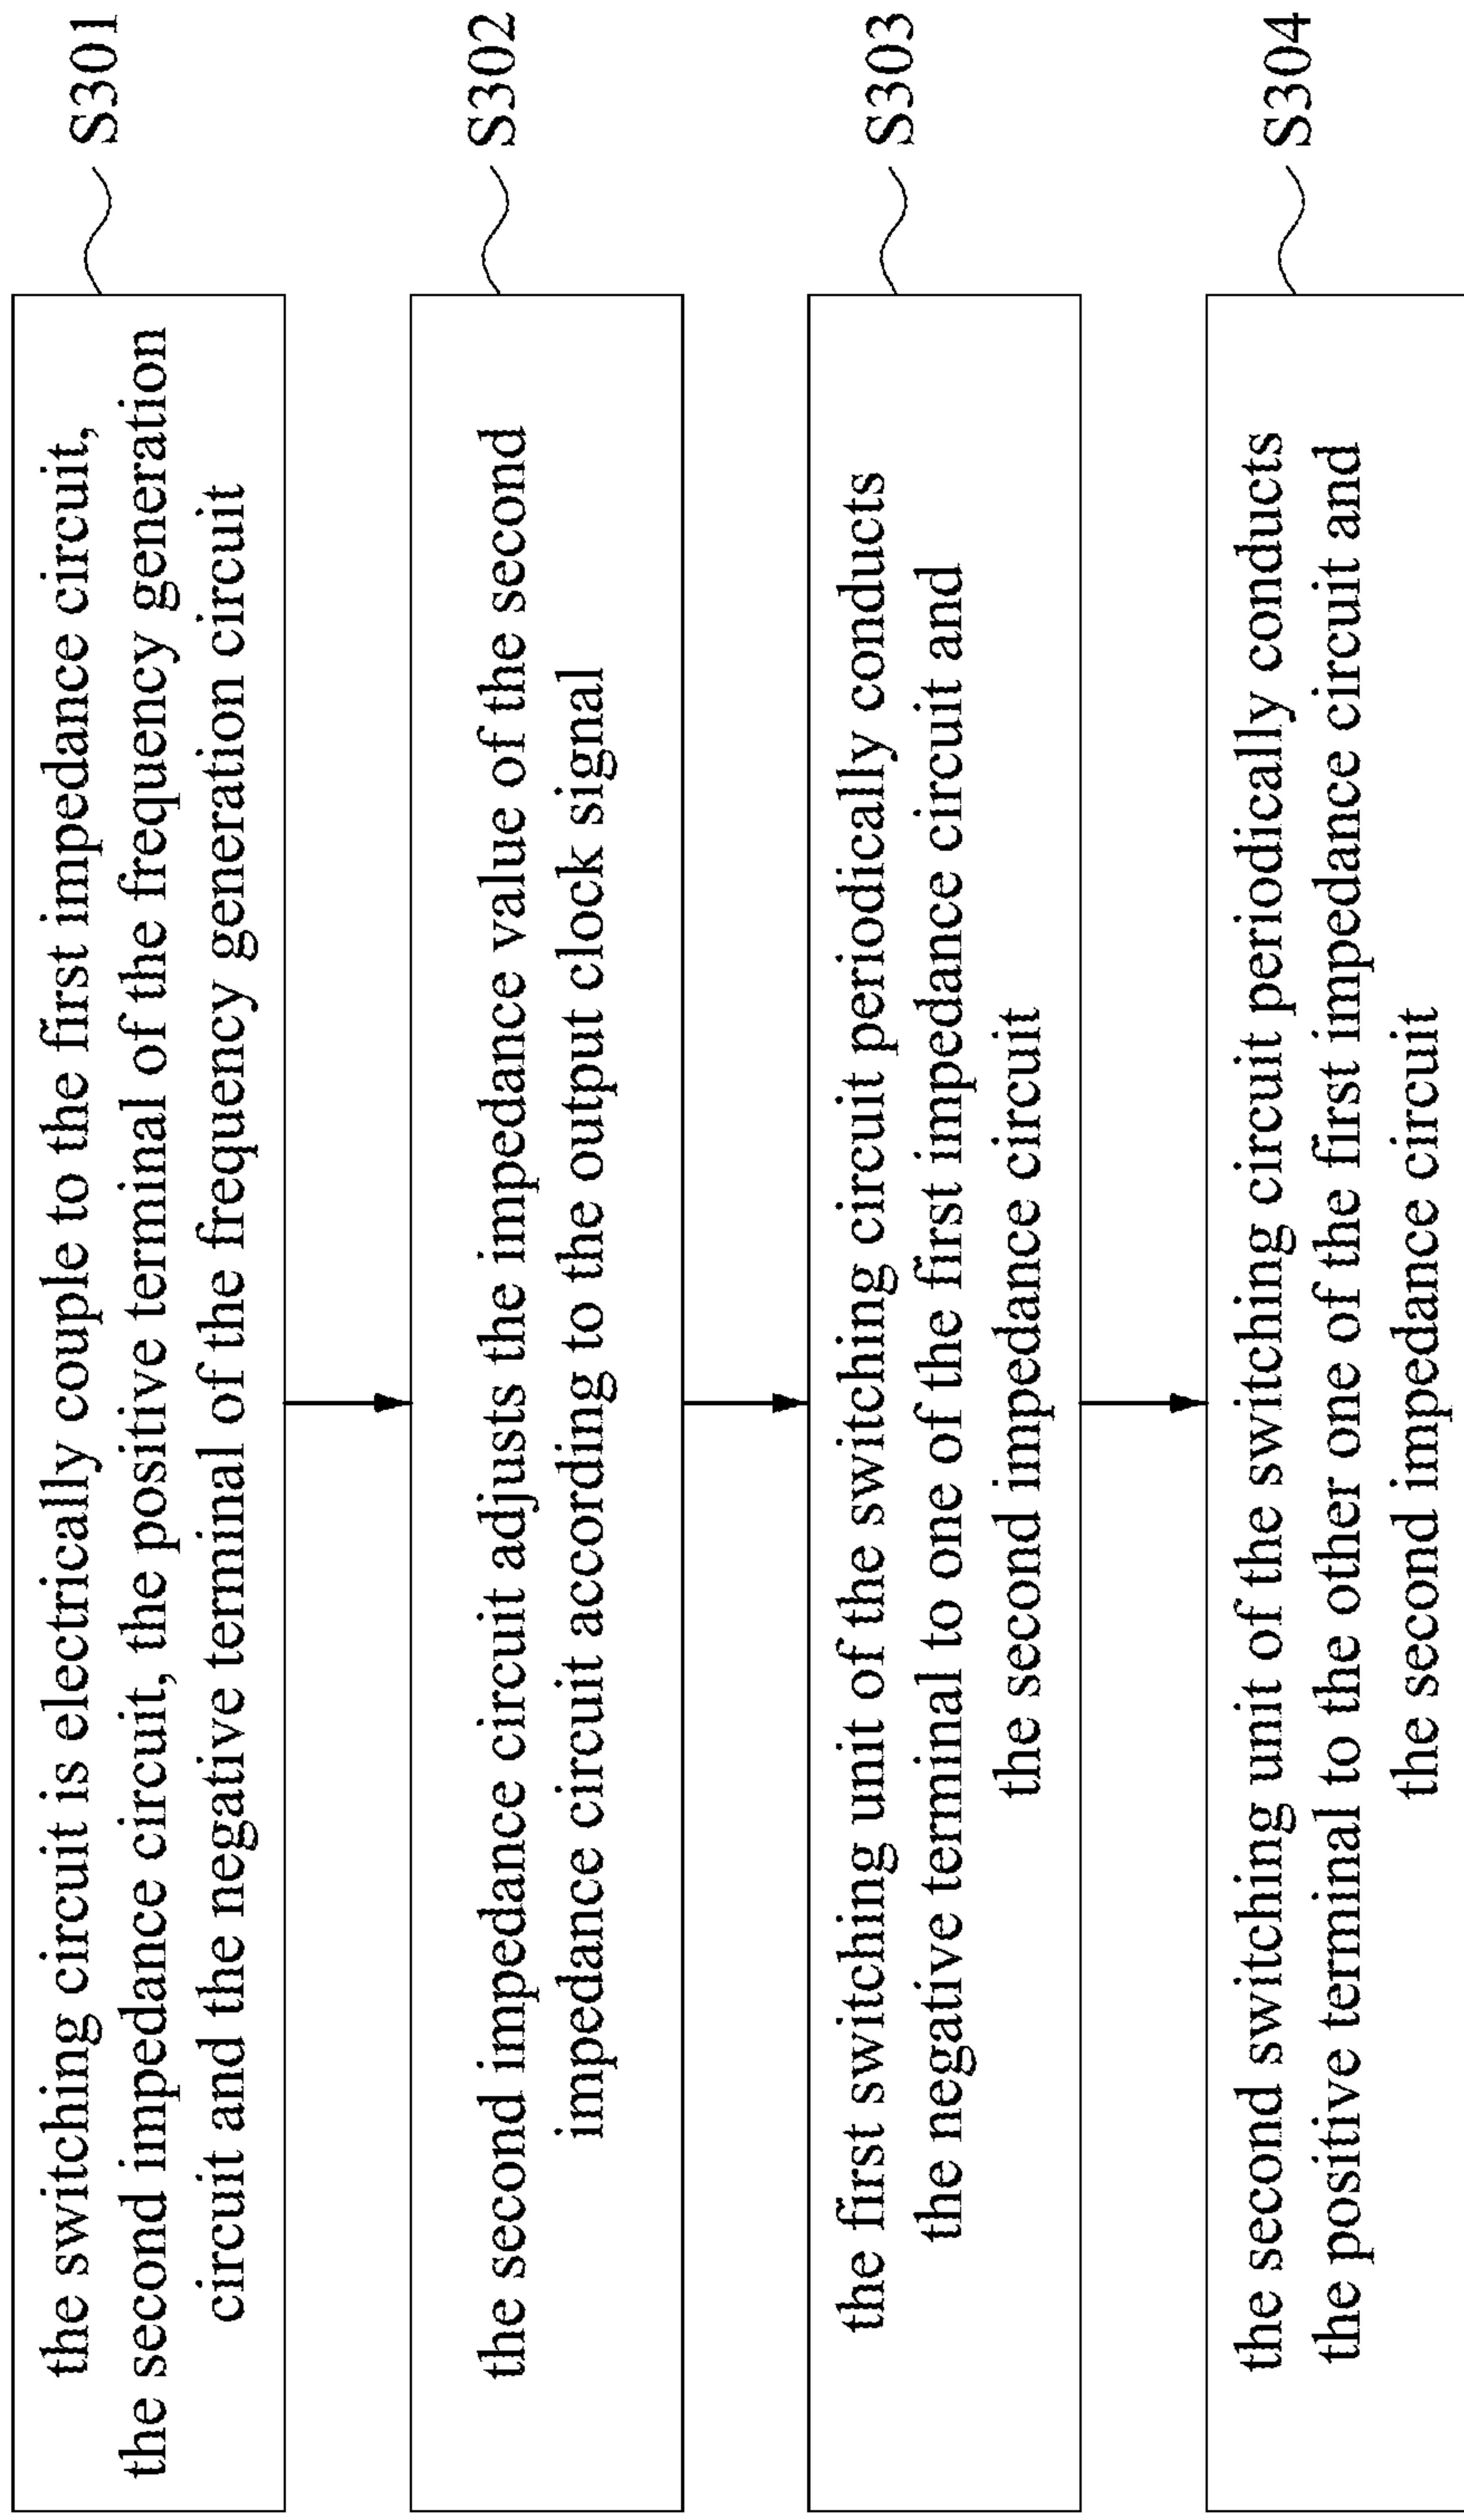 the switching circuit is electrically couple to the first impedance circuit,
the second impedance circuit, the positive terminal of the frequency generation
circuit and the negative terminal of the frequency generation circuit
S301
the second impedance circuit adjusts the impedance value of the second
impedance circuit according to the output clock signal
S302
the first switching unit of the switching circuit periodically conducts
the negative terminal to one of the first impedance circuit and
the second impedance circuit
S303
the second switching unit of the switching circuit periodically conducts
the positive terminal to the other one of the first impedance circuit and
the second impedance circuit
S304